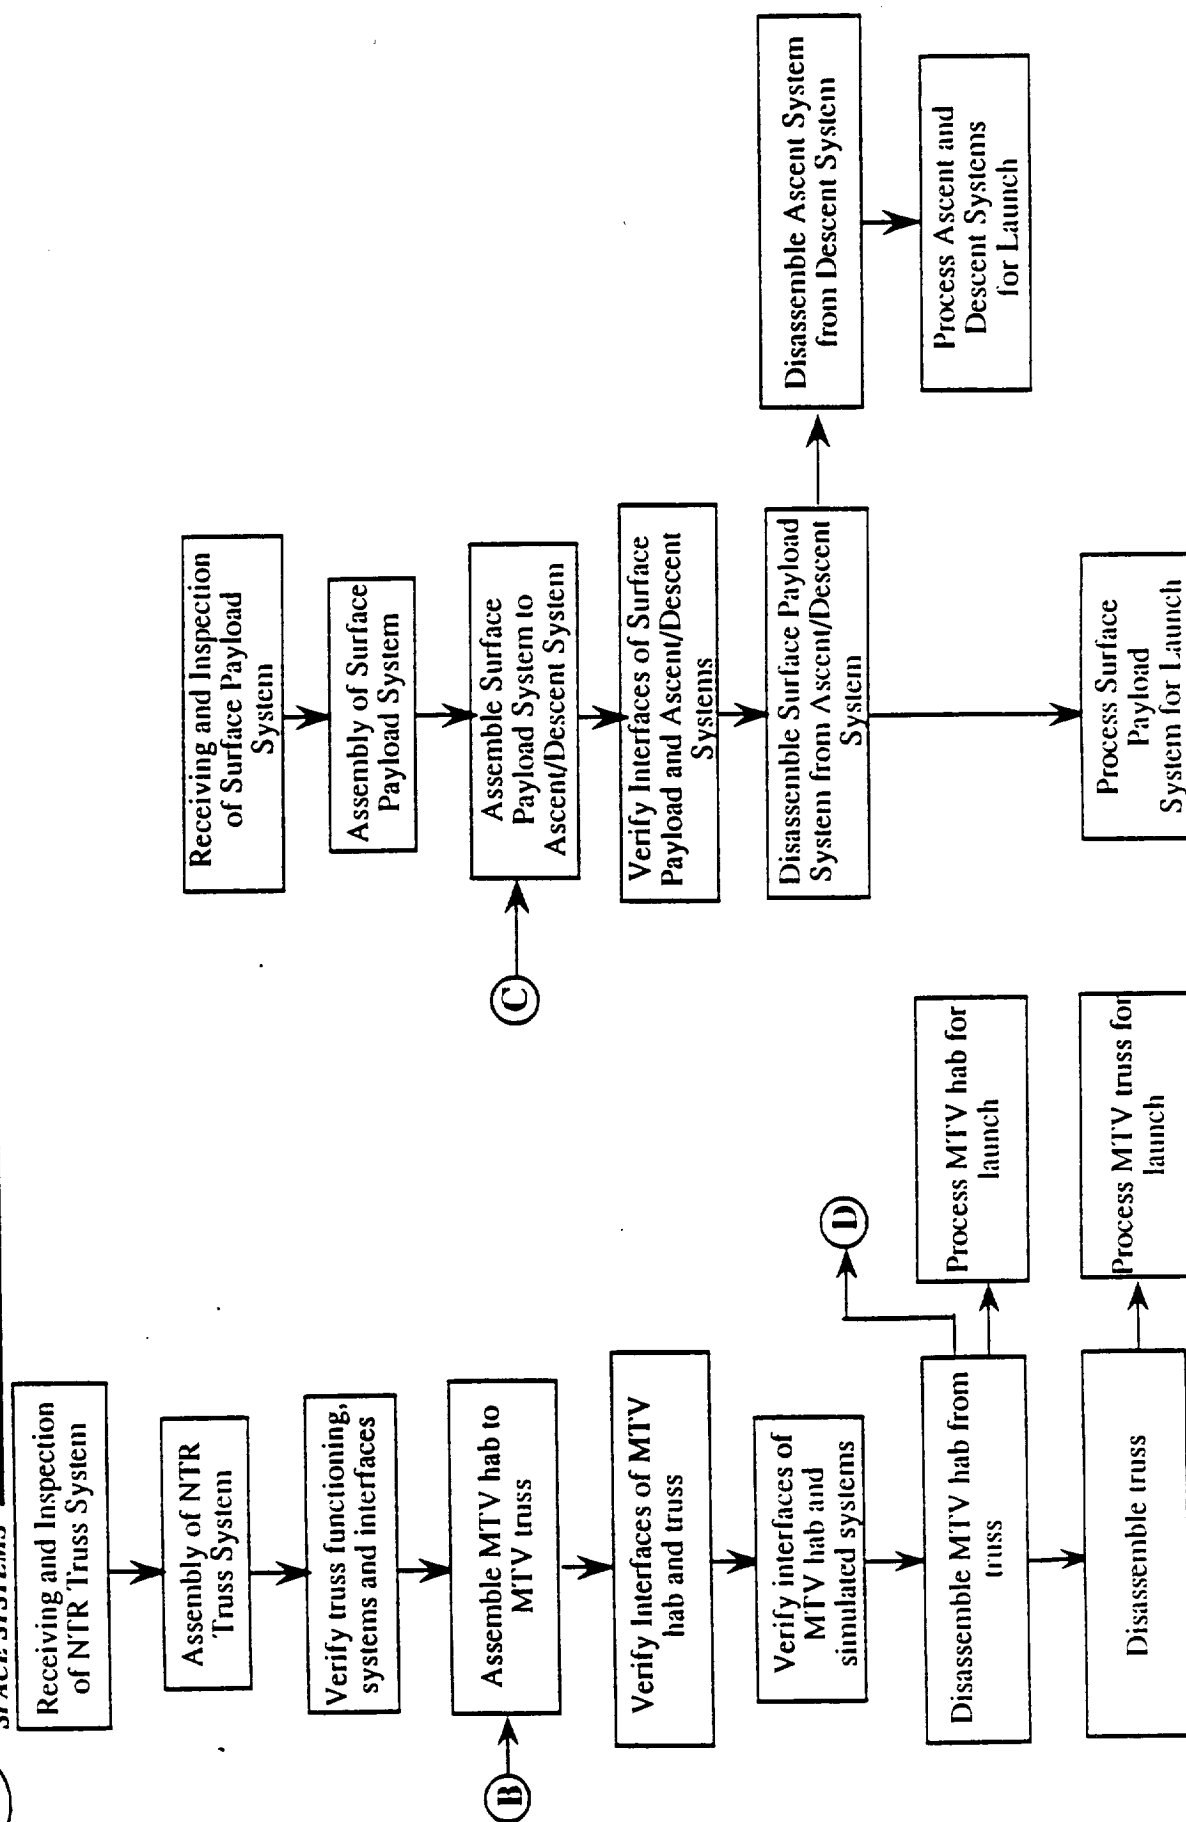 SPACE SYSTEMS
Receiving and Inspection
of NTR Truss System
Assembly of NTR
Truss System
Verify truss functioning,
systems and interfaces
B
Assemble MTV hab to
MTV truss
Verify Interfaces of MTV
hab and truss
Verify interfaces of
MTV hab and
simulated systems
Disassemble MTV hab from
truss
D
Process MTV hab for
launch
Disassemble truss
Process MTV truss for
launch
Receiving and Inspection
of Surface Payload
System
Assembly of Surface
Payload System
C
Assemble Surface
Payload System to
Ascent/Descent System
Verify Interfaces of Surface
Payload and Ascent/Descent
Systems
Disassemble Surface Payload
System from Ascent/Descent
System
Process Surface
Payload
System for Launch
Disassemble Ascent System
from Descent System
Process Ascent and
Descent Systems
for Launch